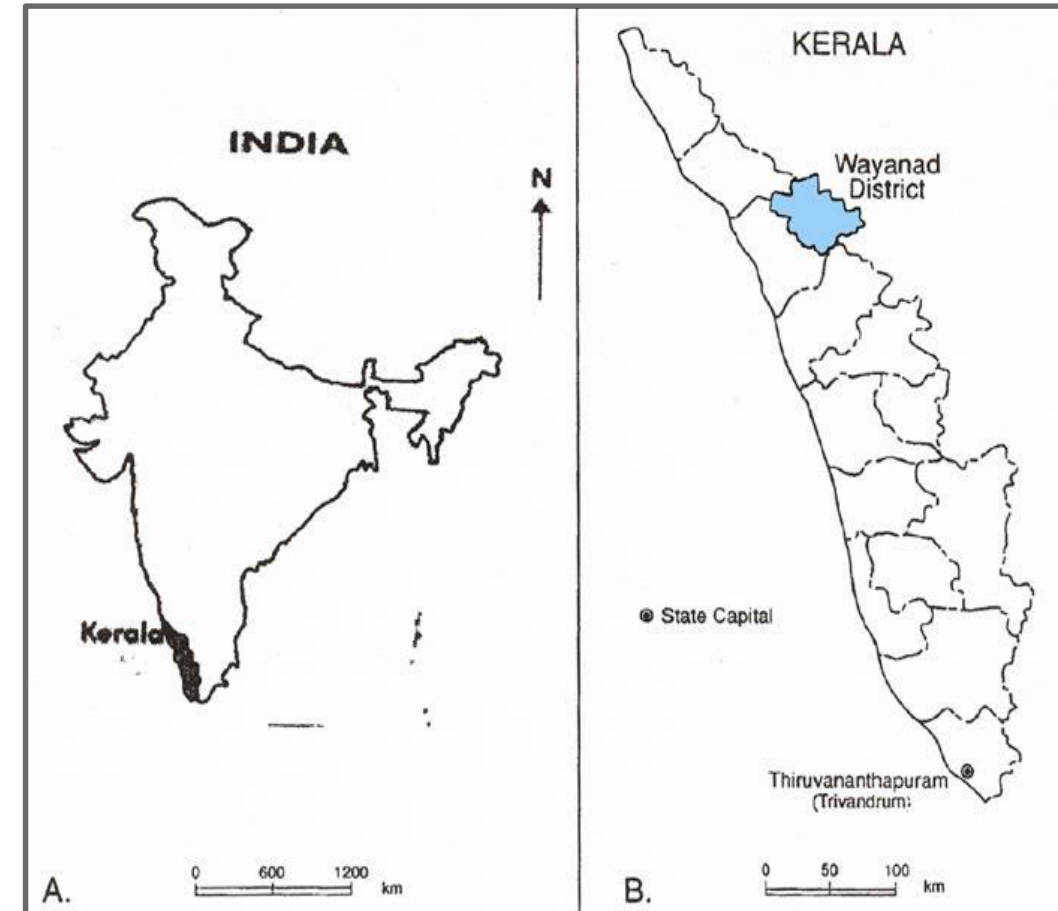 INDIA
N
Kerala
A.
0 600 1200
km
KERALA
Wayanad
District
State Capital
Thiruvananthapuram
(Trivandrum)
B.
0 50 100
km